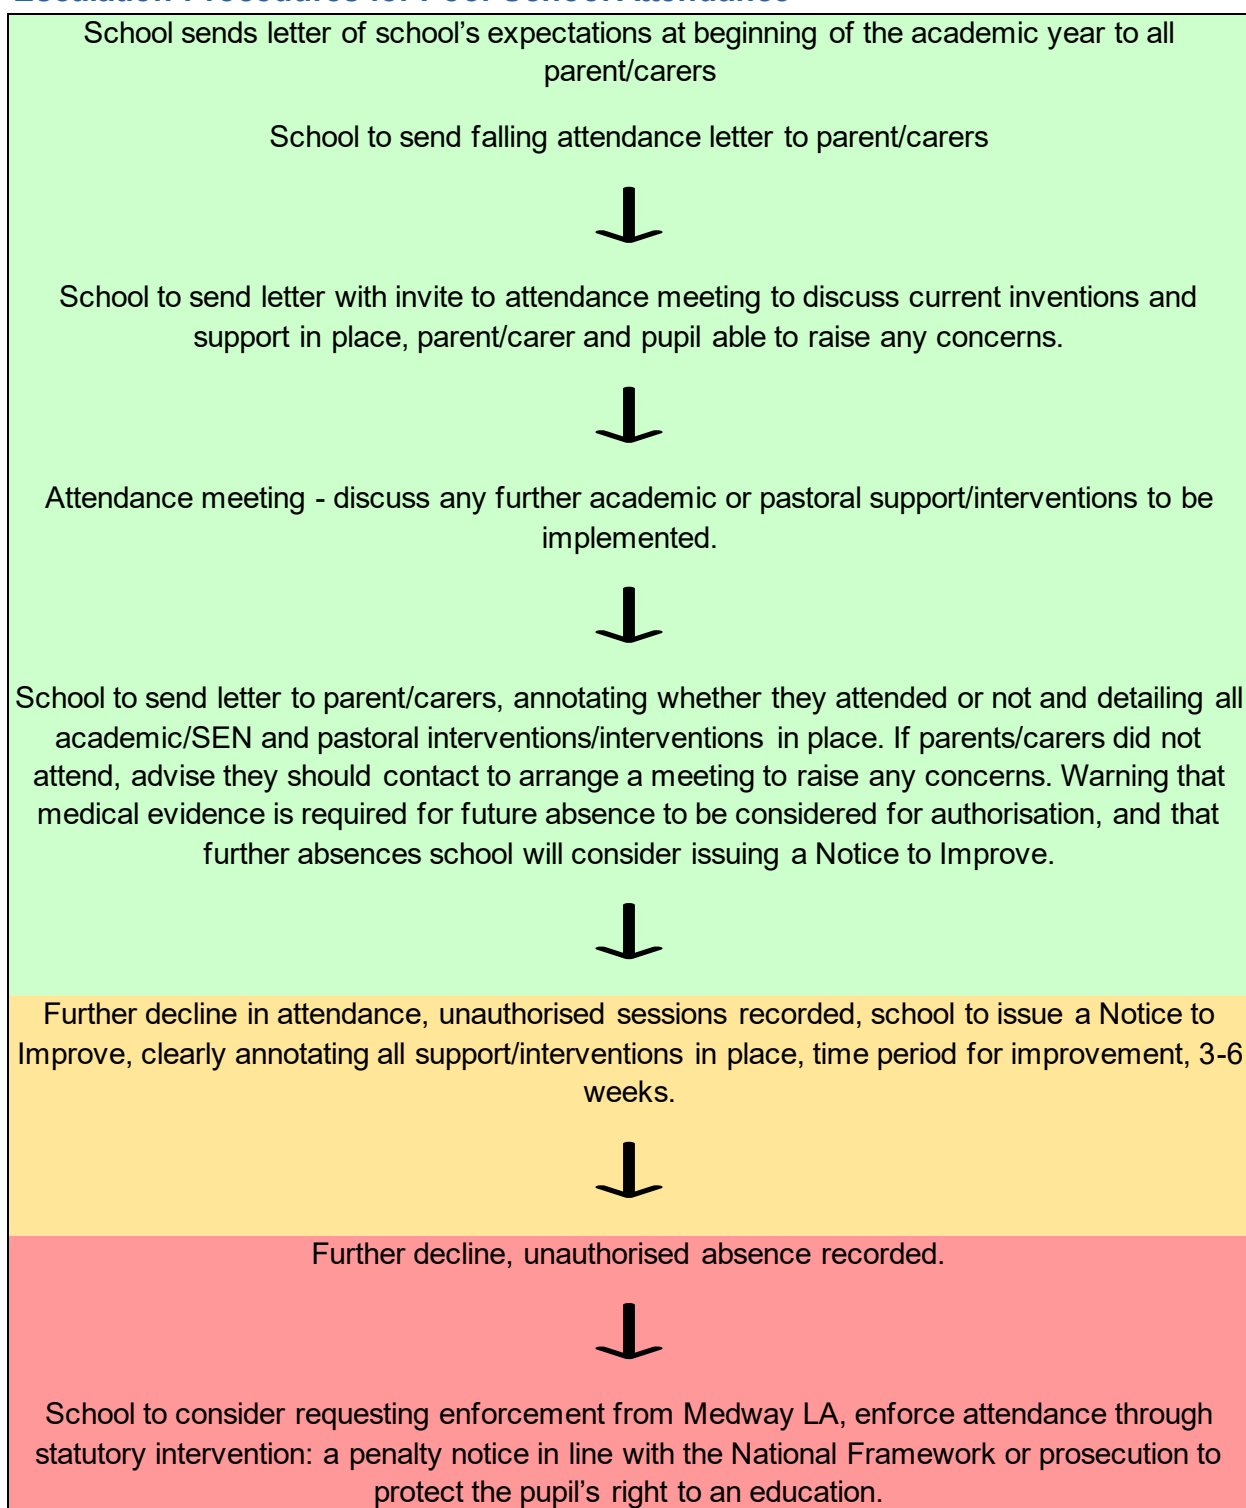 Escalation Procedures for Poor School Attendance
School sends letter of school's expectations at beginning of the academic year to all
parent/carers
School to send falling attendance letter to parent/carers
School to send letter with invite to attendance meeting to discuss current inventions and
support in place, parent/carer and pupil able to raise any concerns.
Attendance meeting - discuss any further academic or pastoral support/interventions to be
implemented.
School to send letter to parent/carers, annotating whether they attended or not and detailing all
academic/SEN and pastoral interventions/interventions in place. If parents/carers did not
attend, advise they should contact to arrange a meeting to raise any concerns. Warning that
medical evidence is required for future absence to be considered for authorisation, and that
further absences school will consider issuing a Notice to Improve.
Further decline in attendance, unauthorised sessions recorded, school to issue a Notice to
Improve, clearly annotating all support/interventions in place, time period for improvement, 3-6
weeks.
Further decline, unauthorised absence recorded.
School to consider requesting enforcement from Medway LA, enforce attendance through
statutory intervention: a penalty notice in line with the National Framework or prosecution to
protect the pupil's right to an education.